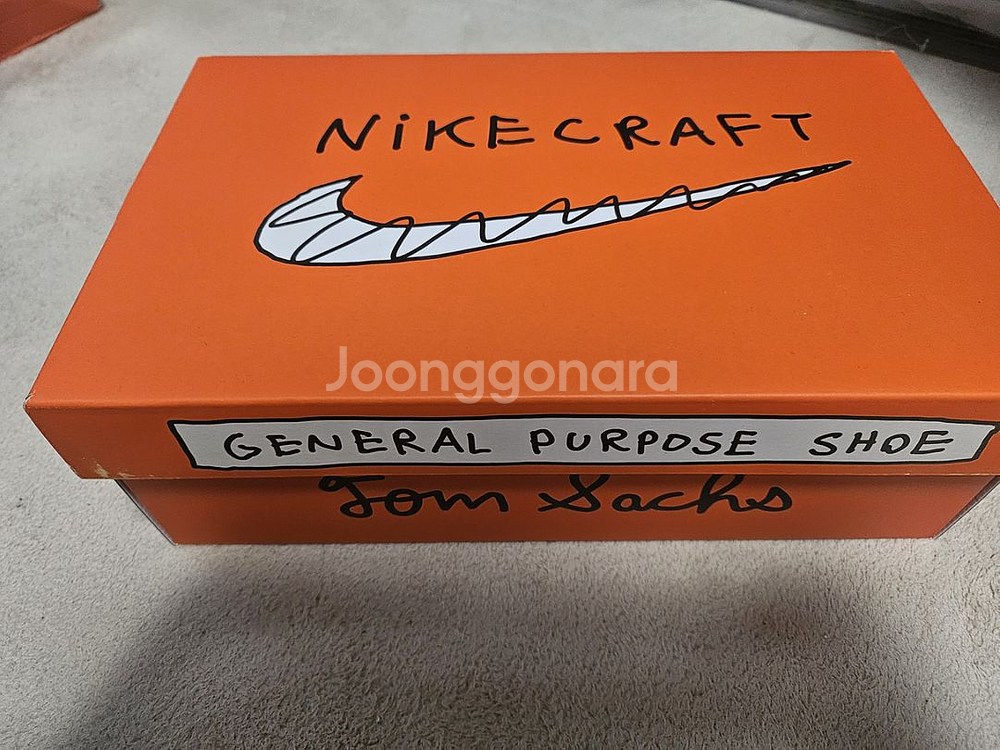 NiKECRAFT
Joonggonara
GENERAL PURPOSE SHOE
Tom Sachs